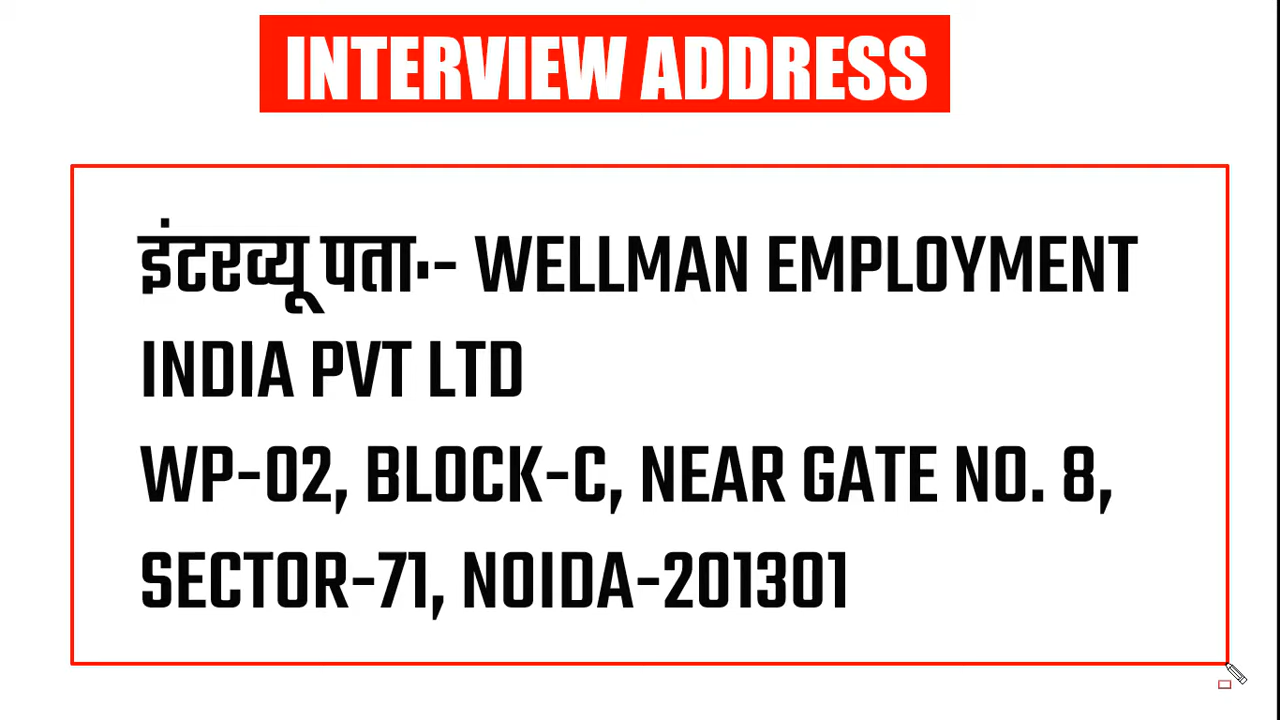 INTERVIEW ADDRESS
इंटरव्यू पता:- WELLMAN EMPLOYMENT
INDIA PVT LTD
WP-02, BLOCK-C, NEAR GATE NO. 8,
SECTOR-71, NOIDA-201301